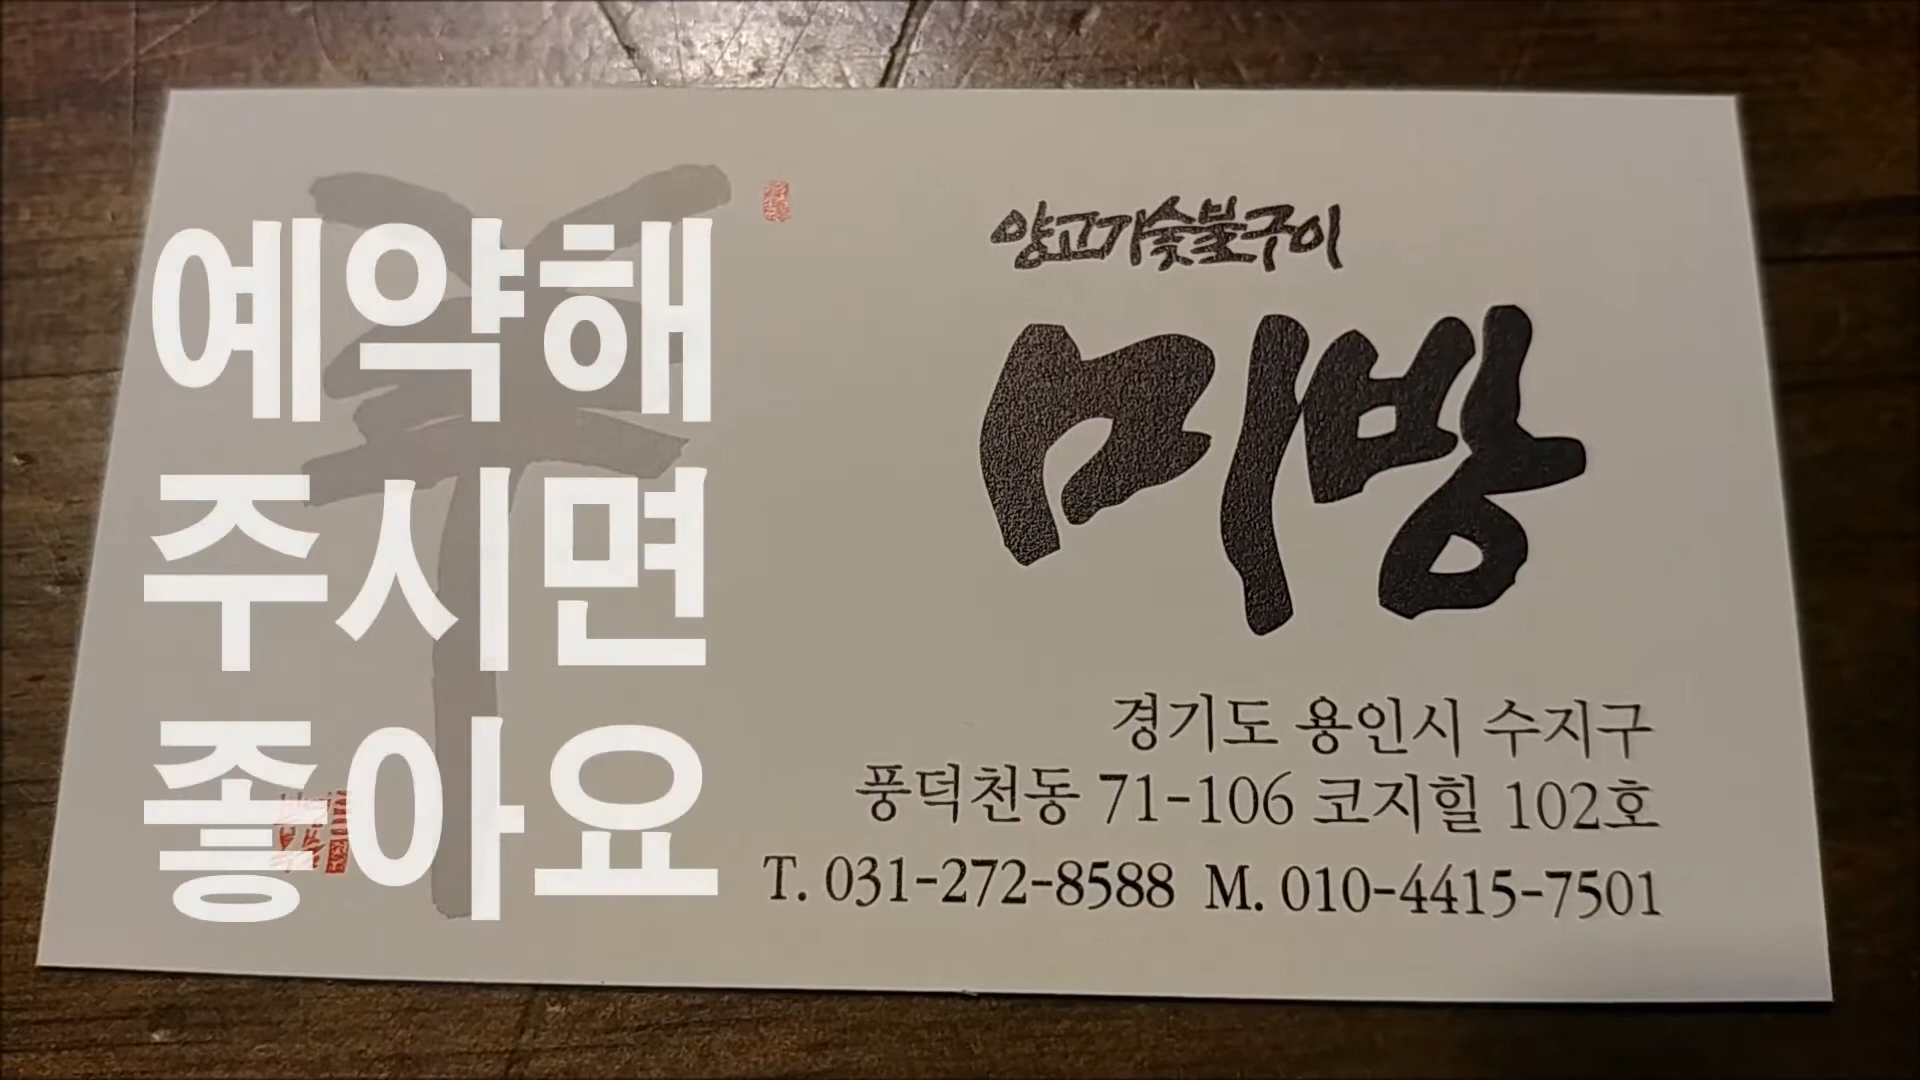 예약해
주시면
좋아요
양고기숯불구이
미방
경기도 용인시 수지구
풍덕천동 71-106 코지힐 102호
T. 031-272-8588 M. 010-4415-7501